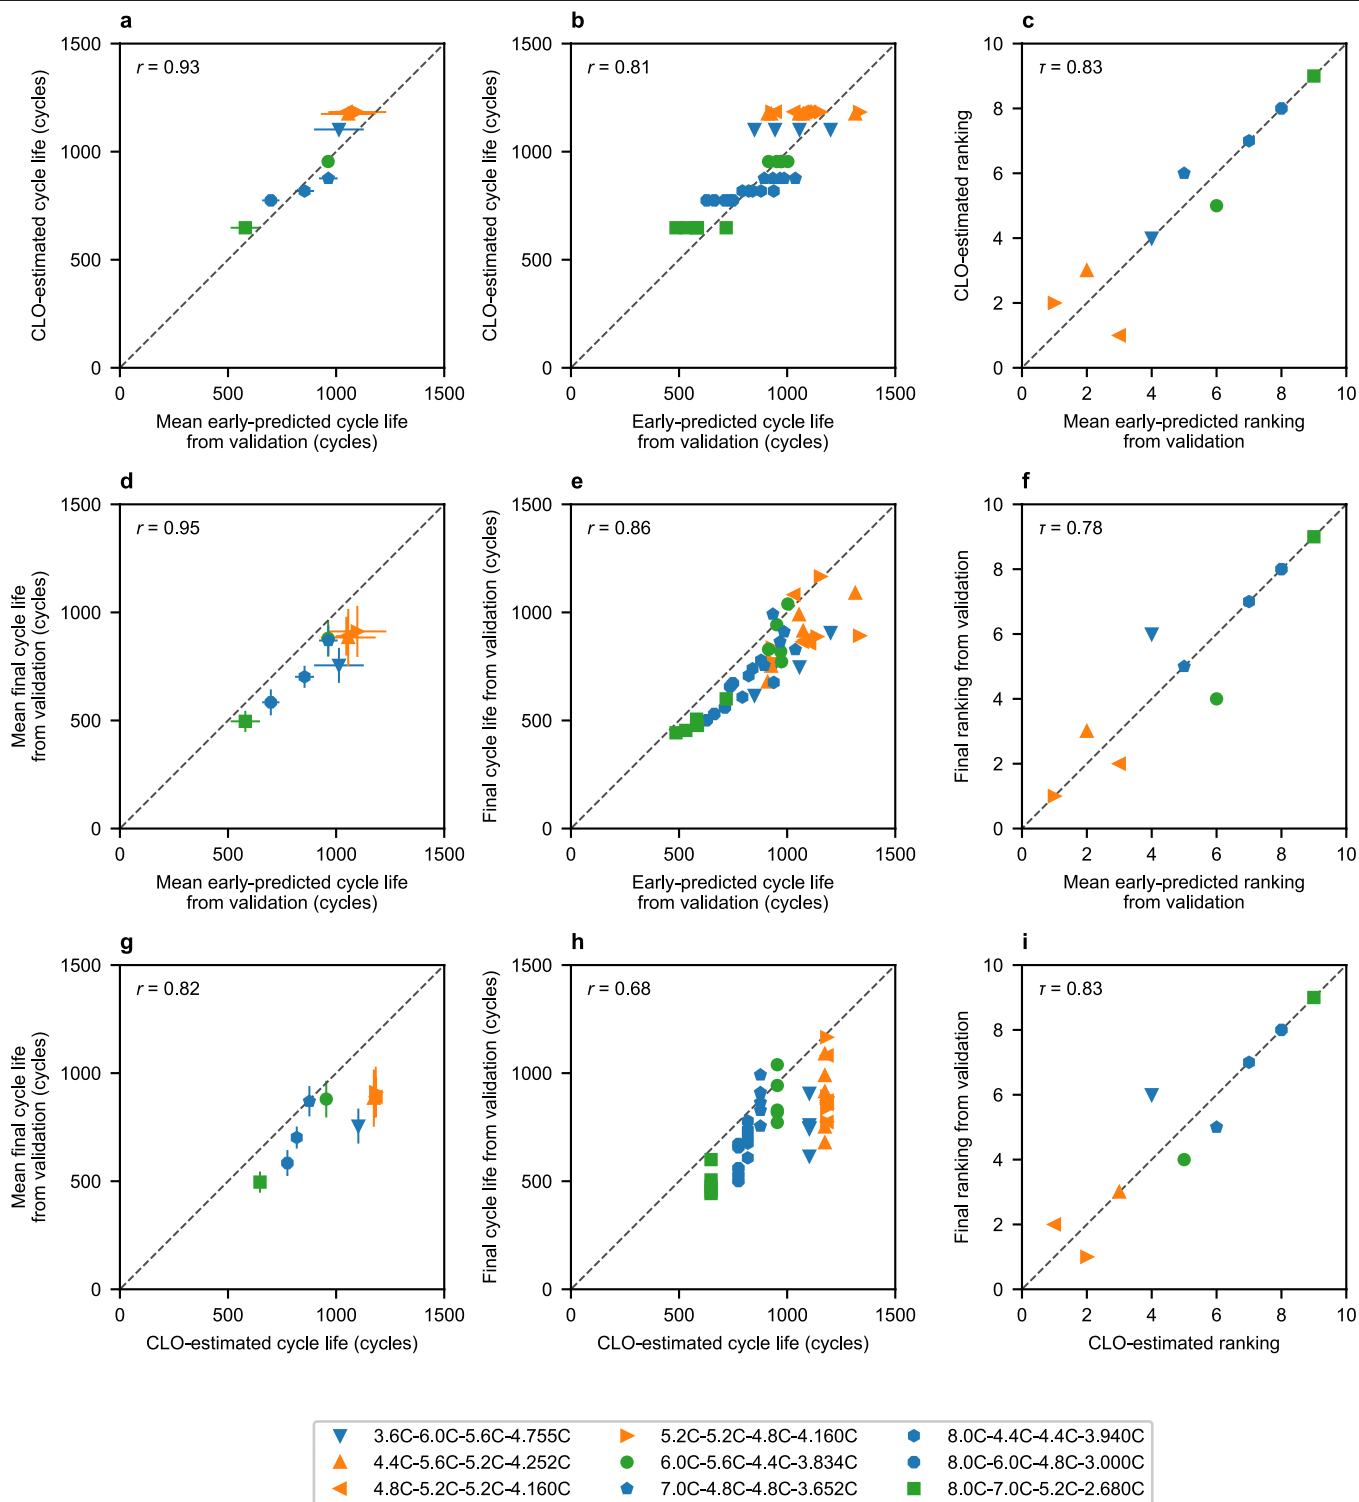 a
r = 0.93
1500
1000
500
0
0 500 1000 1500
CLO-estimated cycle life (cycles)
Mean early-predicted cycle life
from validation (cycles)
b
r = 0.81
1500
1000
500
0
0 500 1000 1500
CLO-estimated cycle life (cycles)
Early-predicted cycle life
from validation (cycles)
c
τ = 0.83
10
8
6
4
2
0
0 2 4 6 8 10
CLO-estimated ranking
Mean early-predicted ranking
from validation
d
r = 0.95
1500
1000
500
0
0 500 1000 1500
Mean final cycle life
from validation (cycles)
Mean early-predicted cycle life
from validation (cycles)
e
r = 0.86
1500
1000
500
0
0 500 1000 1500
Final cycle life from validation (cycles)
Early-predicted cycle life
from validation (cycles)
f
τ = 0.78
10
8
6
4
2
0
0 2 4 6 8 10
Final ranking from validation
Mean early-predicted ranking
from validation
g
r = 0.82
1500
1000
500
0
0 500 1000 1500
Mean final cycle life
from validation (cycles)
CLO-estimated cycle life (cycles)
h
r = 0.68
1500
1000
500
0
0 500 1000 1500
Final cycle life from validation (cycles)
CLO-estimated cycle life (cycles)
i
τ = 0.83
10
8
6
4
2
0
0 2 4 6 8 10
Final ranking from validation
CLO-estimated ranking
3.6C-6.0C-5.6C-4.755C
4.4C-5.6C-5.2C-4.252C
4.8C-5.2C-5.2C-4.160C
5.2C-5.2C-4.8C-4.160C
6.0C-5.6C-4.4C-3.834C
7.0C-4.8C-4.8C-3.652C
8.0C-4.4C-4.4C-3.940C
8.0C-6.0C-4.8C-3.000C
8.0C-7.0C-5.2C-2.680C